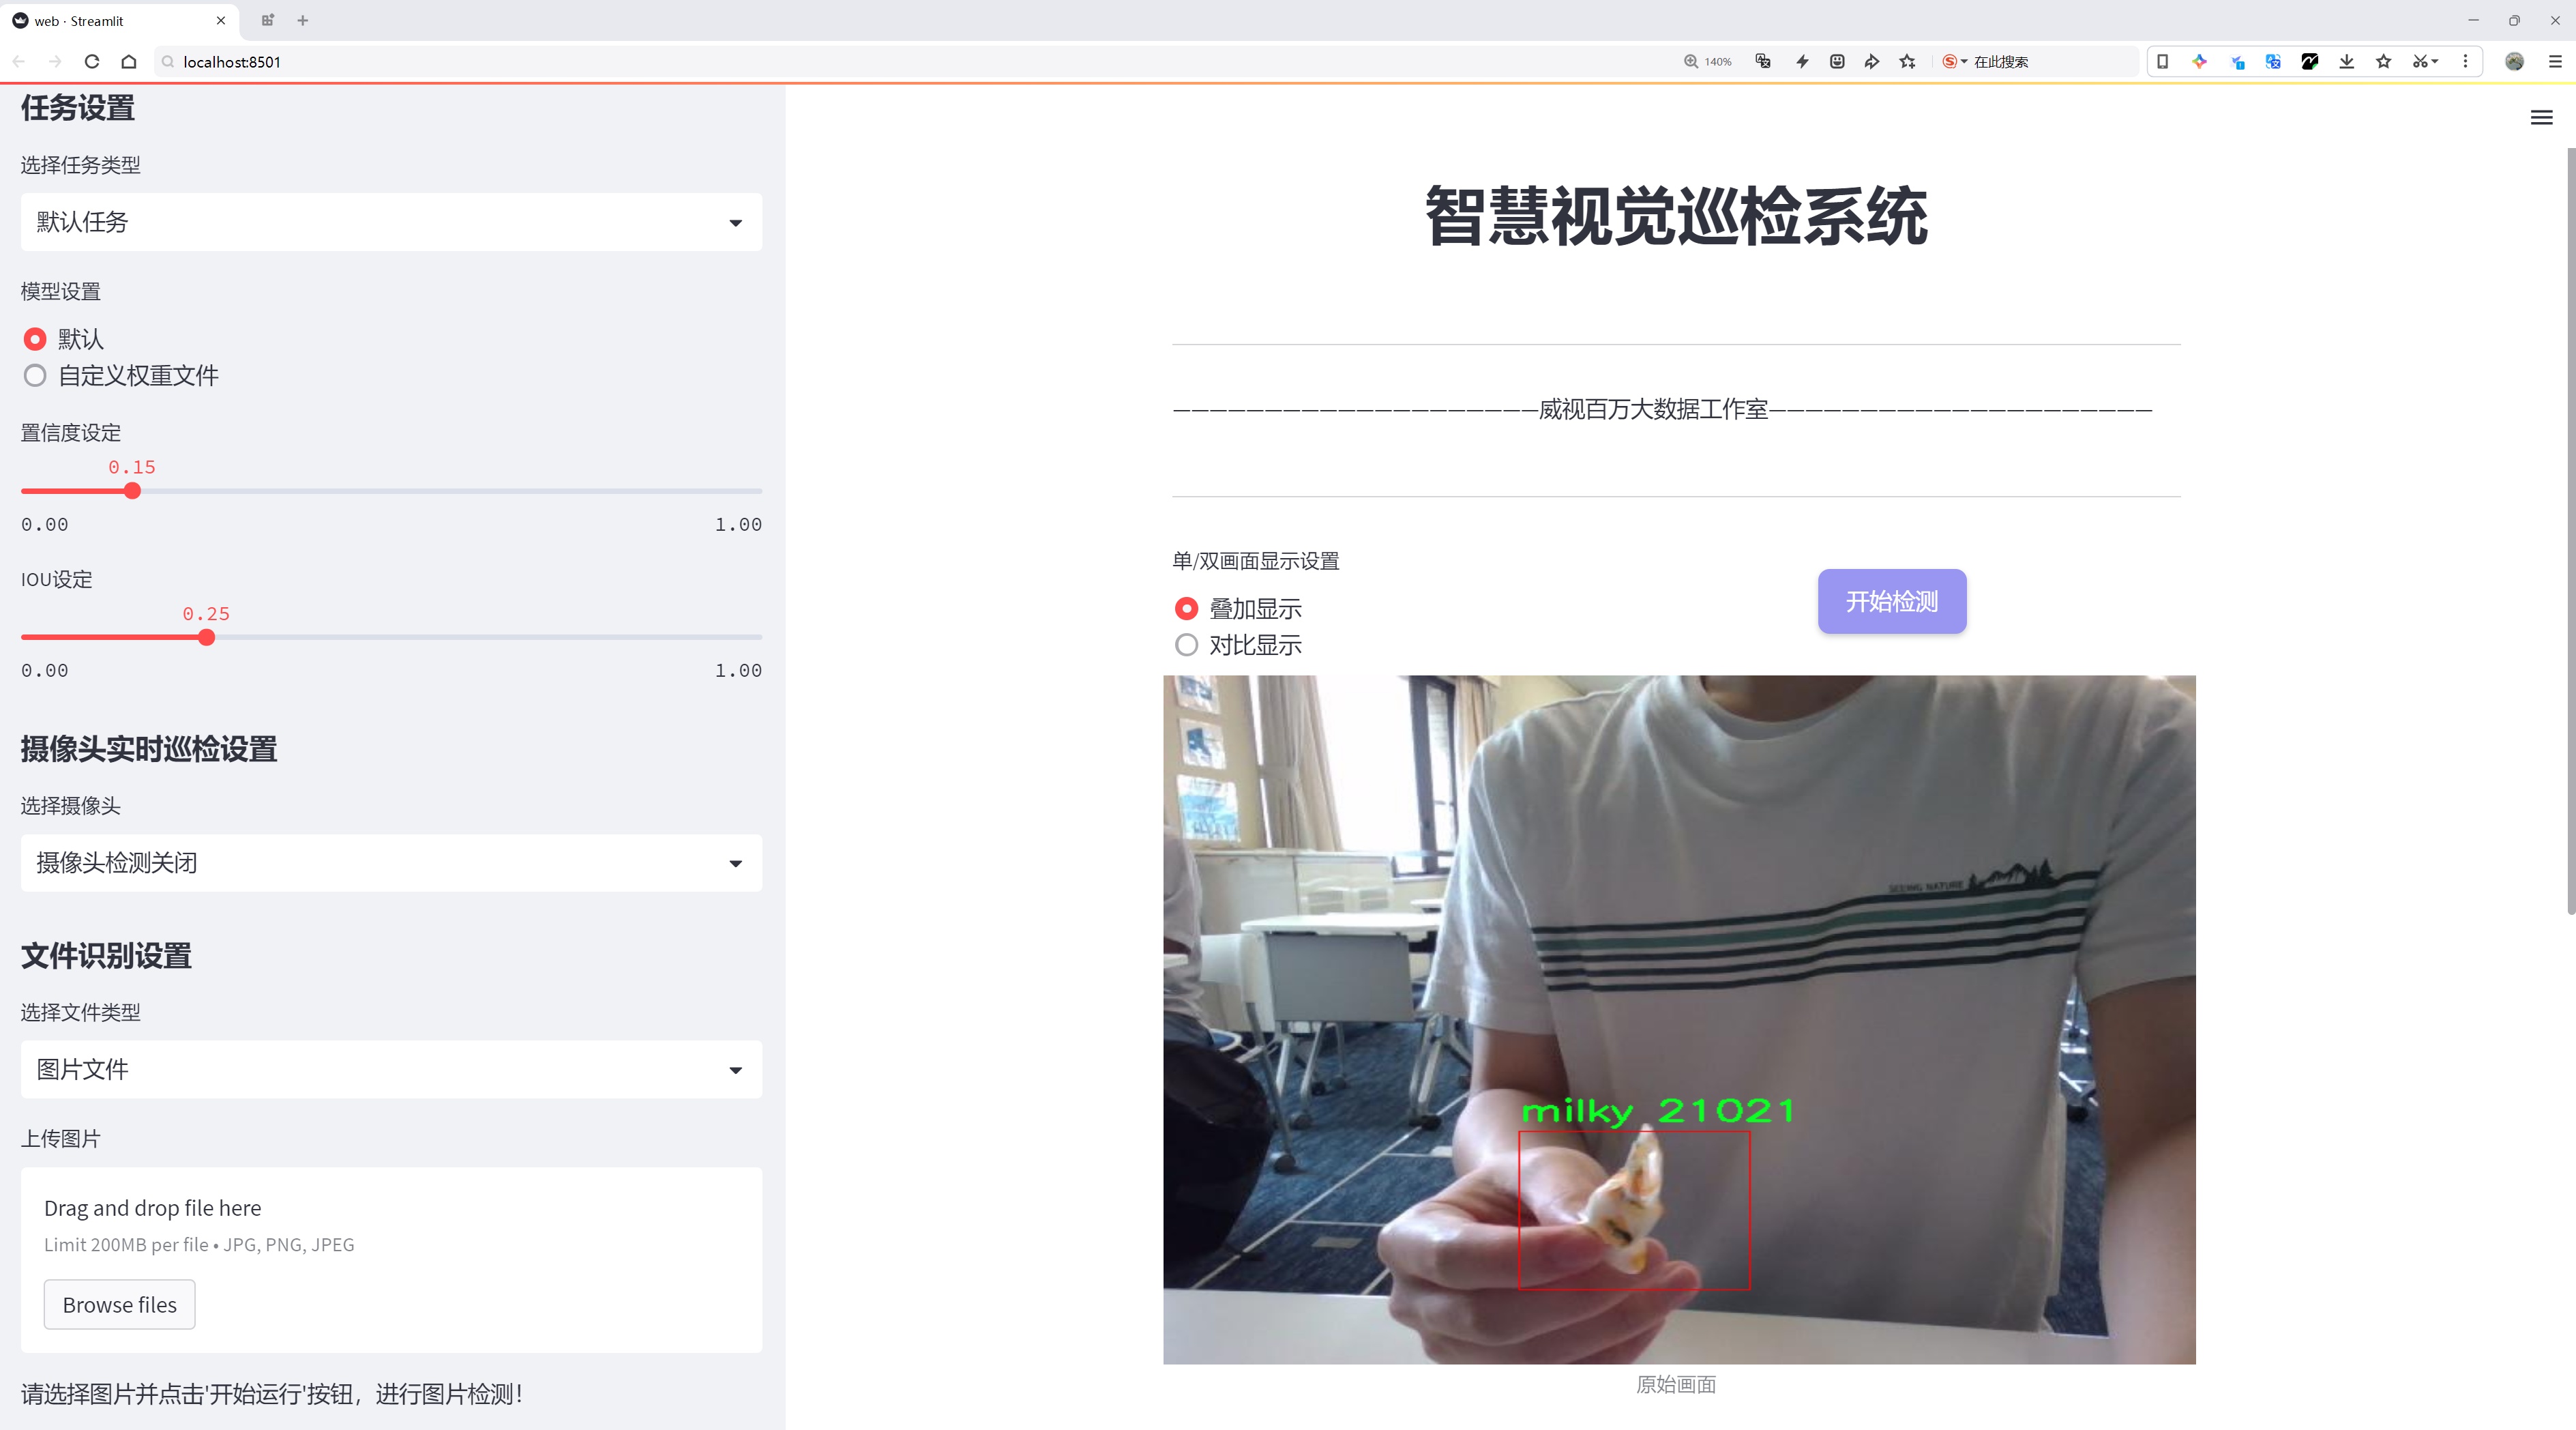 web · Streamlit
localhost:8501
140%
在此搜索
任务设置
选择任务类型
默认任务
模型设置
默认
自定义权重文件
置信度设定
0.15
0.00
1.00
IOU设定
0.25
0.00
1.00
摄像头实时巡检设置
选择摄像头
摄像头检测关闭
文件识别设置
选择文件类型
图片文件
上传图片
Drag and drop file here
Limit 200MB per file • JPG, PNG, JPEG
Browse files
请选择图片并点击'开始运行'按钮，进行图片检测！
智慧视觉巡检系统
————————————————————威视百万大数据工作室—————————————————————
单/双画面显示设置
叠加显示
对比显示
开始检测
SEEING NATURE
milky 21021
原始画面